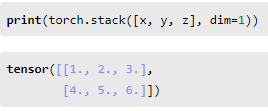 print(torch.stack([x, y, z], dim=1))
tensor([[1., 2., 3.],
[4., 5., 6.]])